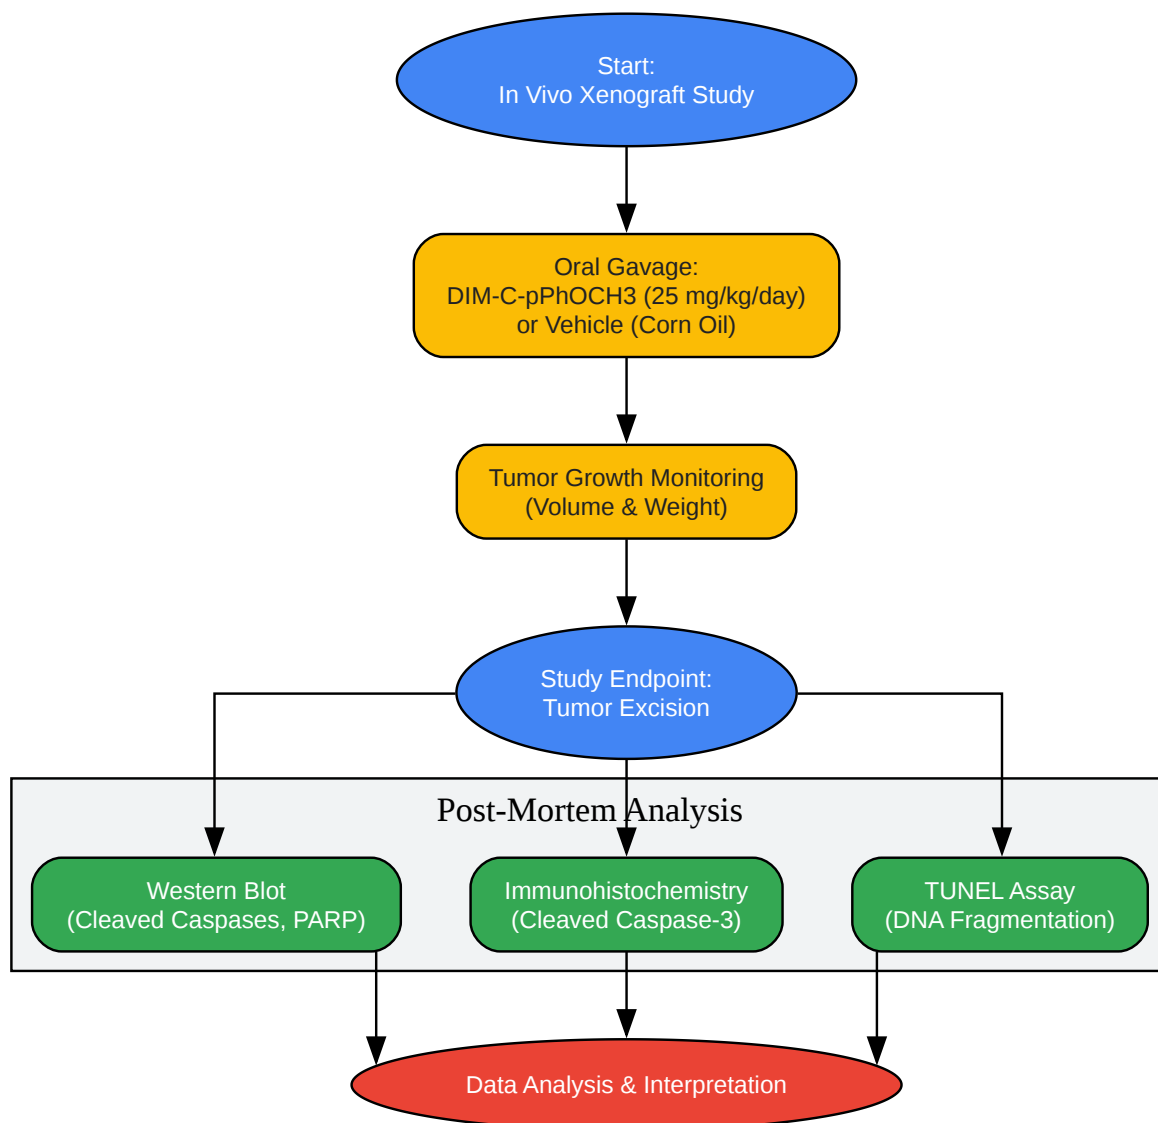 Start:
In Vivo Xenograft Study
Oral Gavage:
DIM-C-pPhOCH3 (25 mg/kg/day)
or Vehicle (Corn Oil)
Tumor Growth Monitoring
(Volume & Weight)
Study Endpoint:
Tumor Excision
Post-Mortem Analysis
Western Blot
(Cleaved Caspases, PARP)
Immunohistochemistry
(Cleaved Caspase-3)
TUNEL Assay
(DNA Fragmentation)
Data Analysis & Interpretation